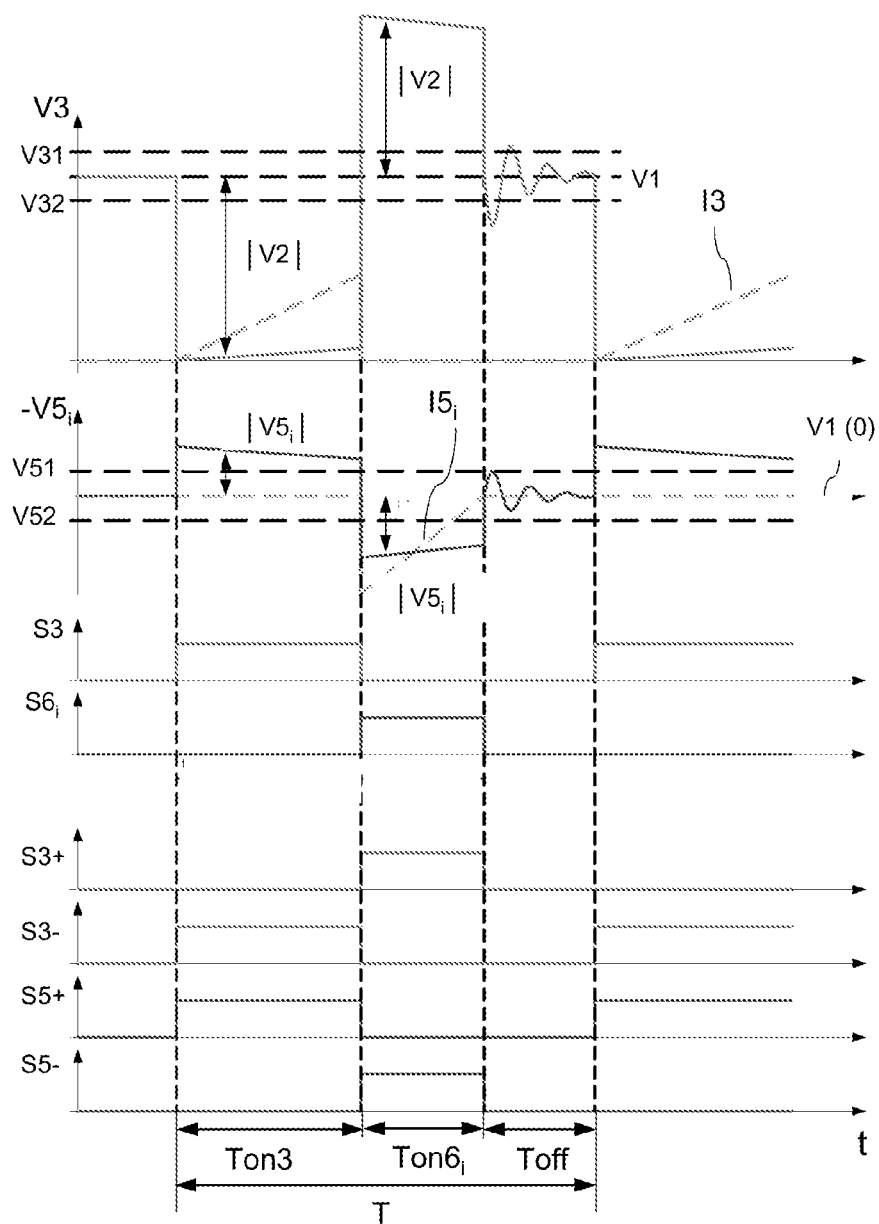 |V2|
V3
V31
V1
V32
I3
|V2|
-V5i
|V5i|
I5i
V1 (0)
V51
V52
|V5i|
S3
S6i
S3+
S3-
S5+
S5-
t
Ton3
Ton6i
Toff
T